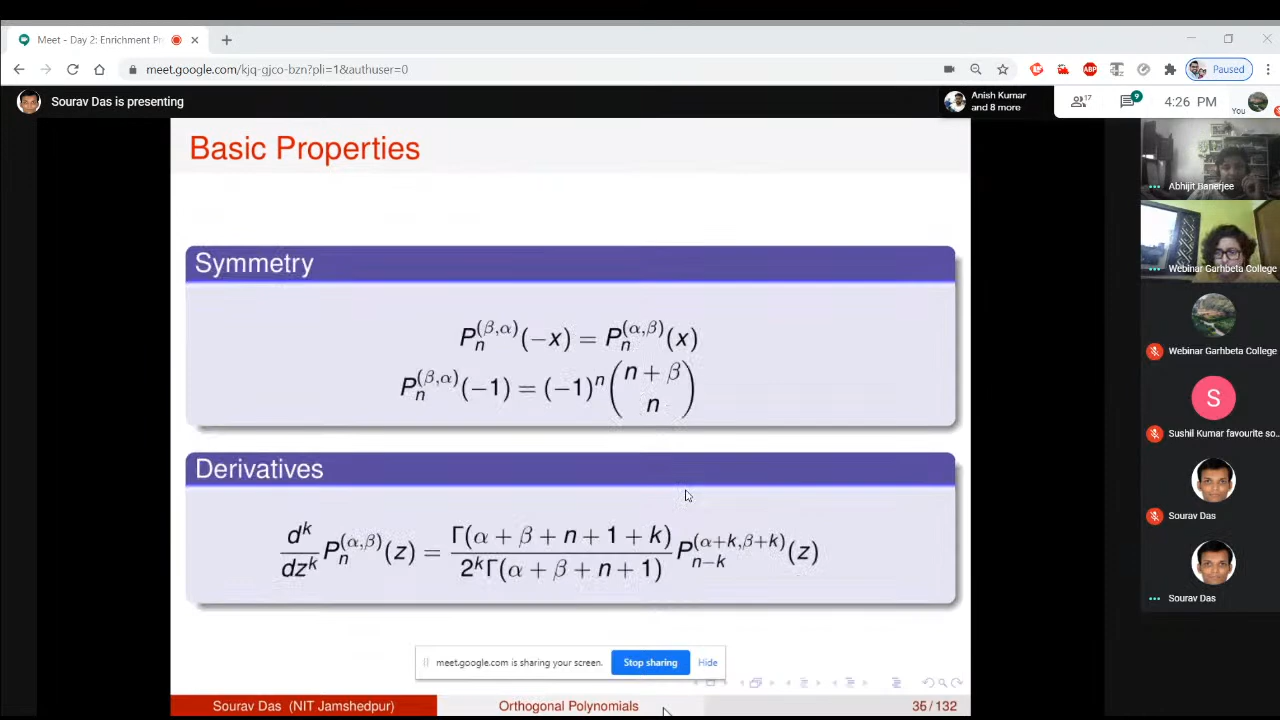 Meet - Day 2: Enrichment Pr
meet.google.com/kjq-gjco-bzn?pli=1&authuser=0
ABP
Paused
Sourav Das is presenting
Anish Kumar
and 8 more
17
9
4:26 PM
You
Basic Properties
Symmetry
P_n^{(β,α)}(−x) = P_n^{(α,β)}(x)
P_n^{(β,α)}(−1) = (−1)^n \binom{n + β}{n}
Derivatives
\frac{d^k}{dz^k} P_n^{(α,β)}(z) = \frac{Γ(α + β + n + 1 + k)}{2^k Γ(α + β + n + 1)} P_{n−k}^{(α+k,β+k)}(z)
meet.google.com is sharing your screen.
Stop sharing
Hide
Sourav Das (NIT Jamshedpur)
Orthogonal Polynomials
36/132
Abhijit Banerjee
Webinar Garhbeta College
Webinar Garhbeta College
S
Sushil Kumar favourite so...
Sourav Das
Sourav Das